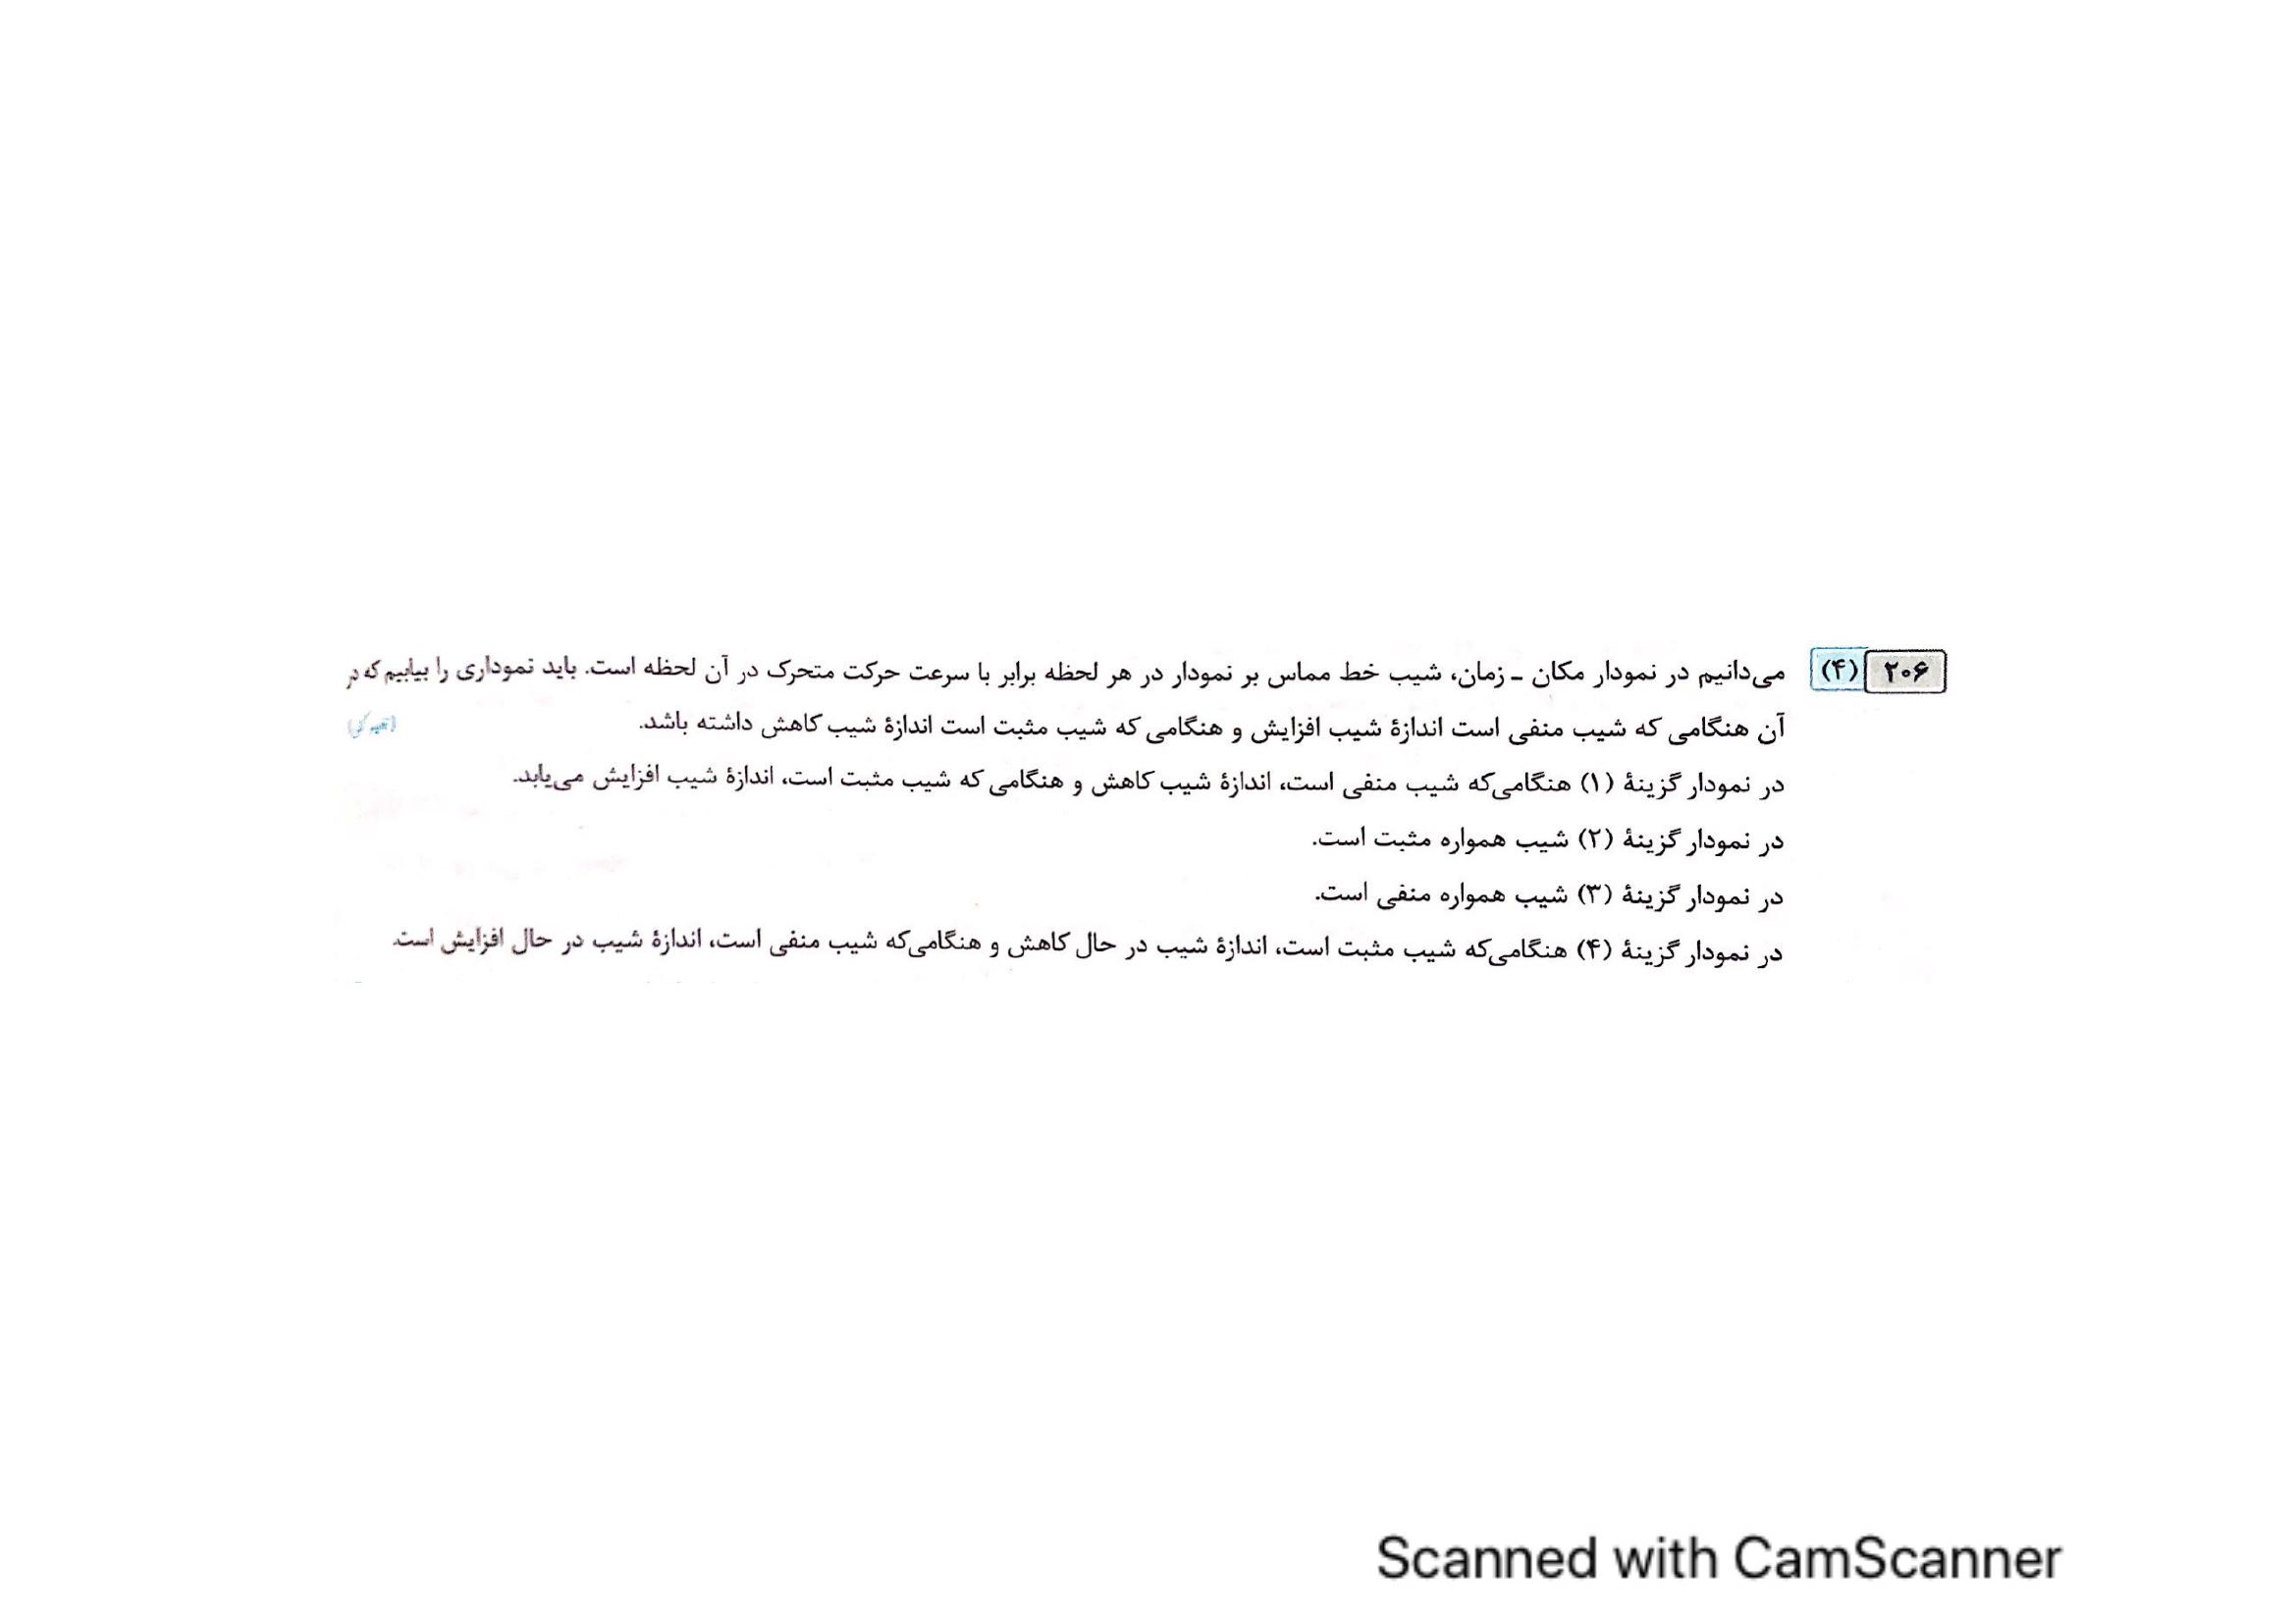 ۲۰۶ (۴) می‌دانیم در نمودار مکان ـ زمان، شیب خط مماس بر نمودار در هر لحظه برابر با سرعت حرکت متحرک در آن لحظه است. باید نموداری را بیابیم که در
آن هنگامی که شیب منفی است اندازهٔ شیب افزایش و هنگامی که شیب مثبت است اندازهٔ شیب کاهش داشته باشد.
در نمودار گزینهٔ (۱) هنگامی‌که شیب منفی است، اندازهٔ شیب کاهش و هنگامی که شیب مثبت است، اندازهٔ شیب افزایش می‌یابد.
در نمودار گزینهٔ (۲) شیب همواره مثبت است.
در نمودار گزینهٔ (۳) شیب همواره منفی است.
در نمودار گزینهٔ (۴) هنگامی‌که شیب مثبت است، اندازهٔ شیب در حال کاهش و هنگامی‌که شیب منفی است، اندازهٔ شیب در حال افزایش است.
Scanned with CamScanner